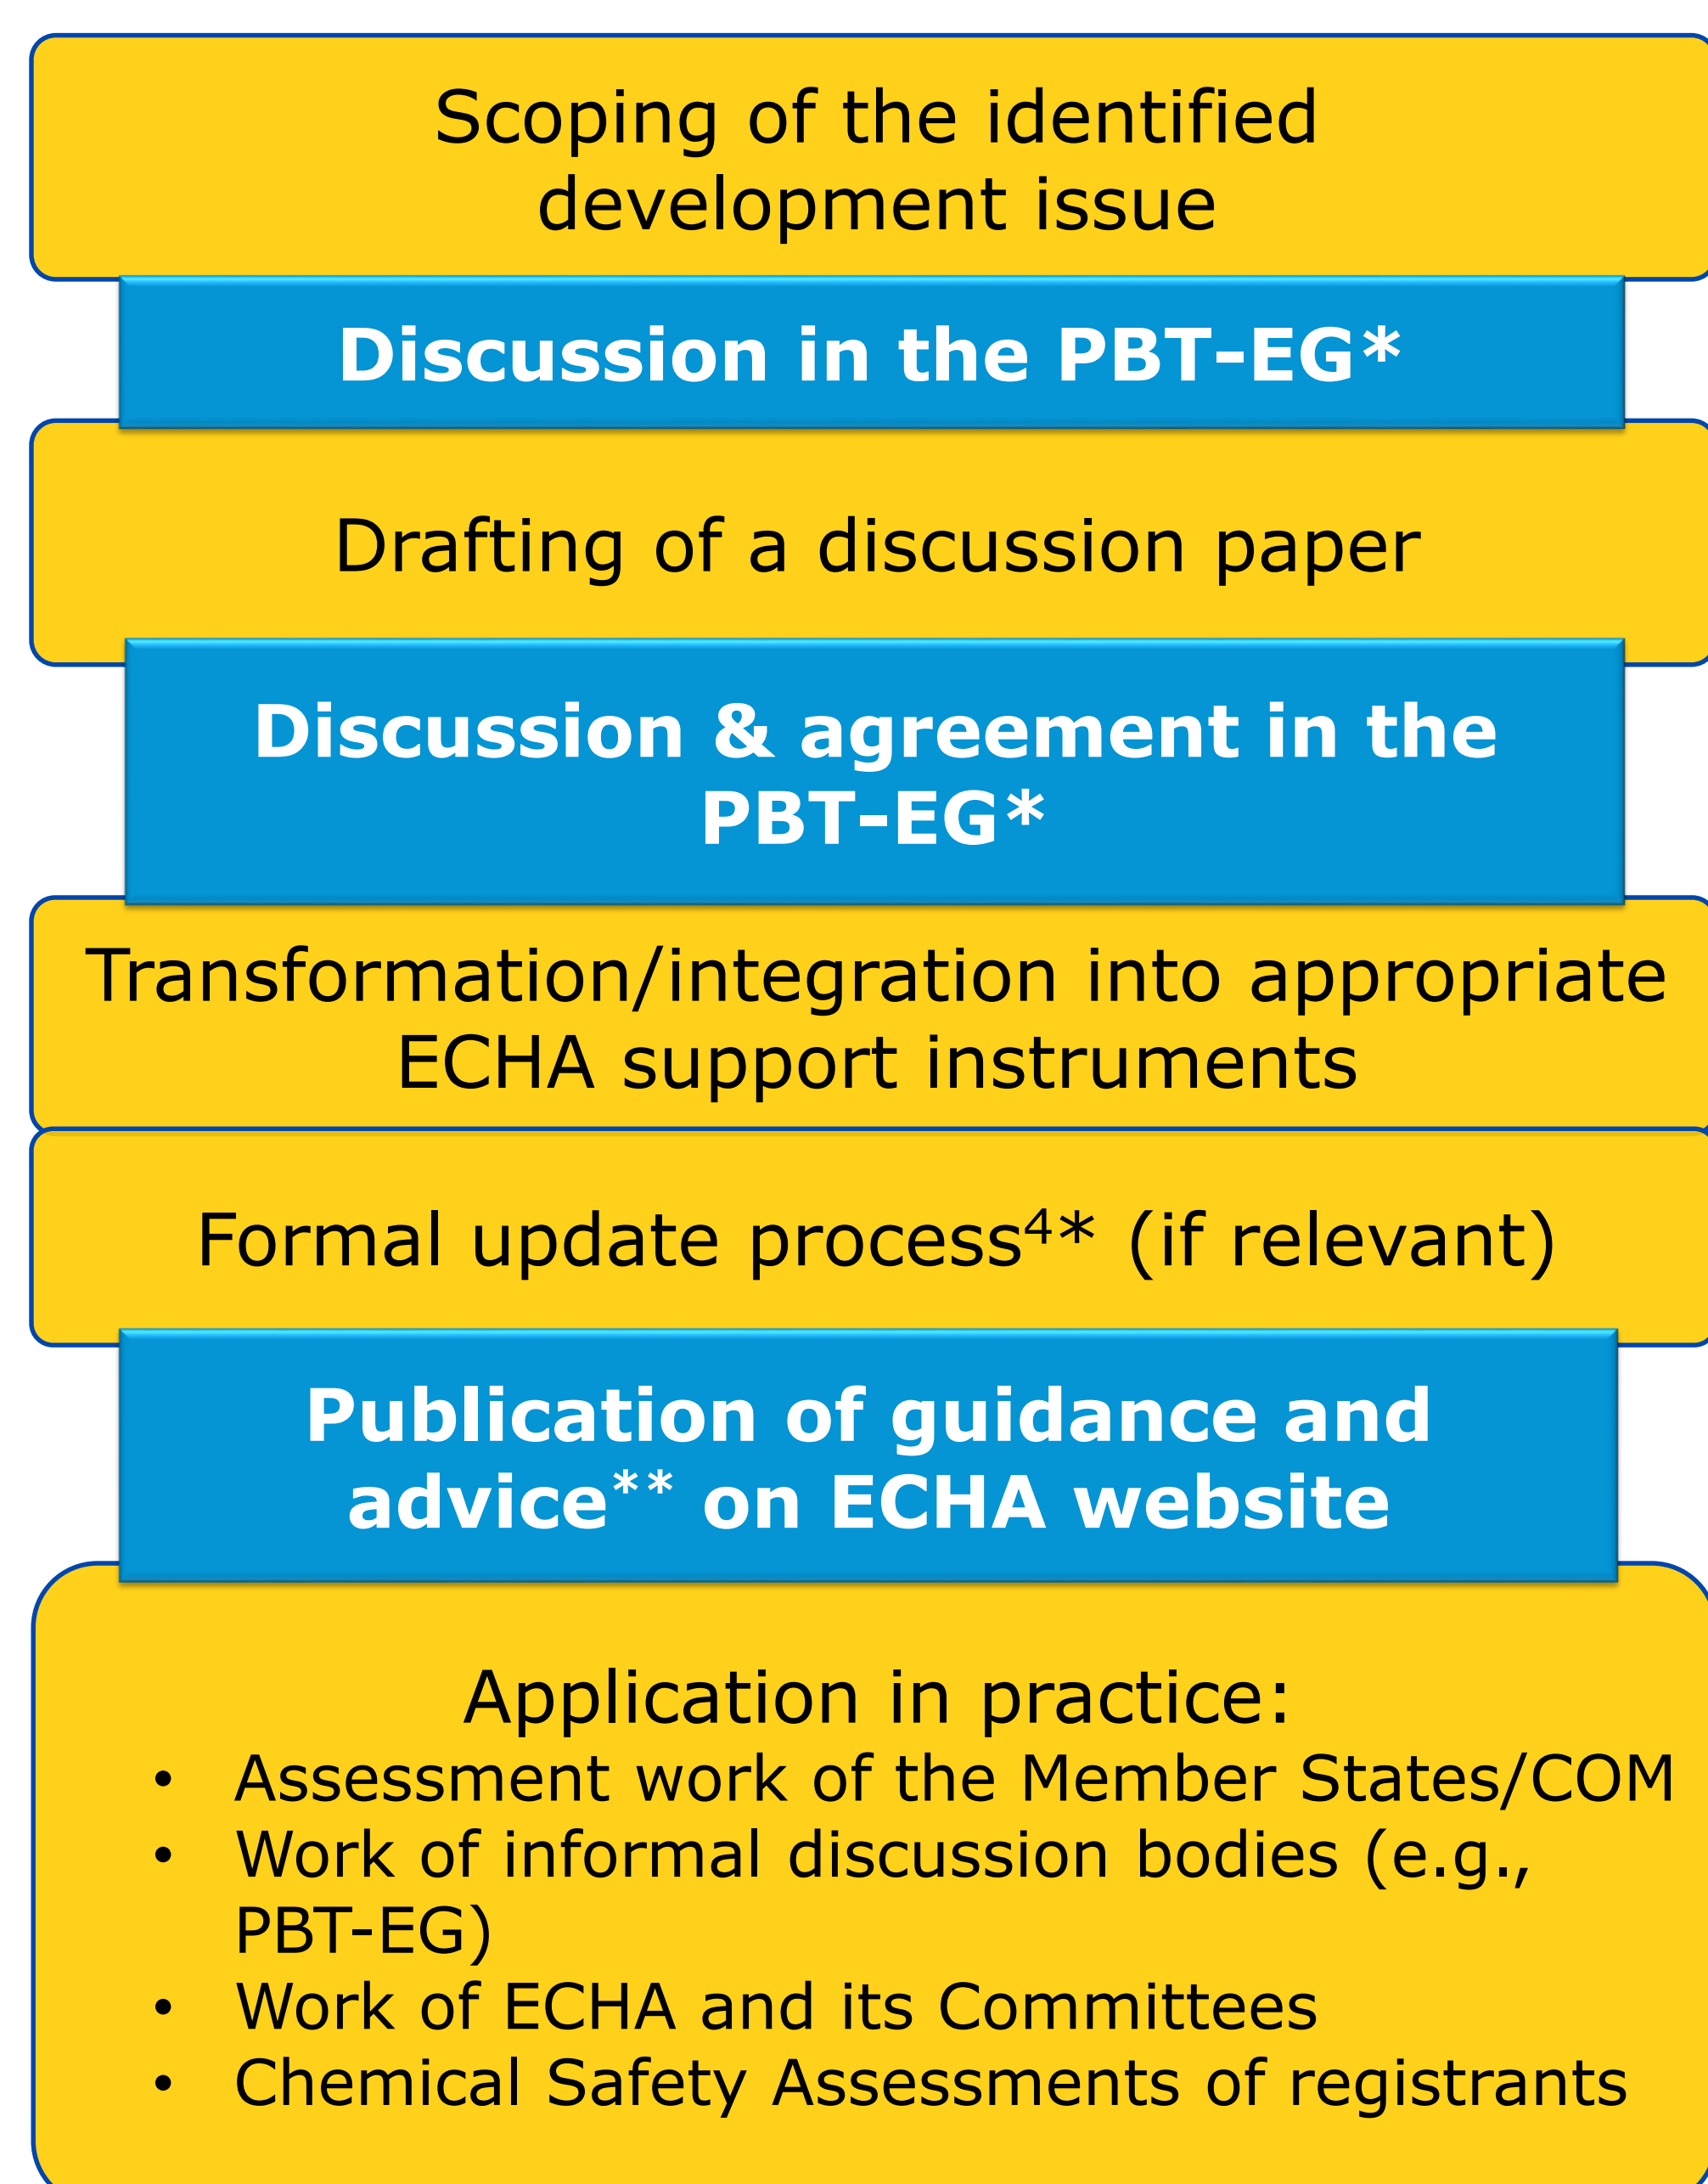 Scoping of the identified
development issue
Discussion in the PBT-EG*
Drafting of a discussion paper
Discussion & agreement in the
PBT-EG*
Transformation/integration into appropriate
ECHA support instruments
Formal update process⁴* (if relevant)
Publication of guidance and
advice** on ECHA website
Application in practice:
• Assessment work of the Member States/COM
• Work of informal discussion bodies (e.g.,
PBT-EG)
• Work of ECHA and its Committees
• Chemical Safety Assessments of registrants